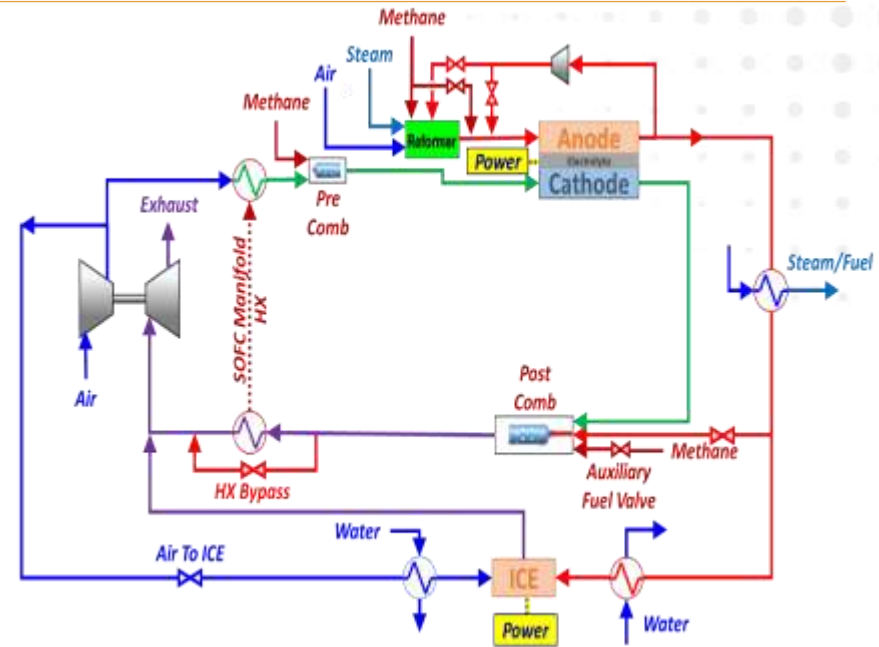 Methane
Steam
Air
Methane
Reformer
Anode
Electrolyte
Cathode
Power
Pre
Comb
Exhaust
SOFC Manifold
HX
Steam/Fuel
Air
Post
Comb
Methane
Auxiliary
Fuel Valve
HX Bypass
Water
Air To ICE
ICE
Power
Water